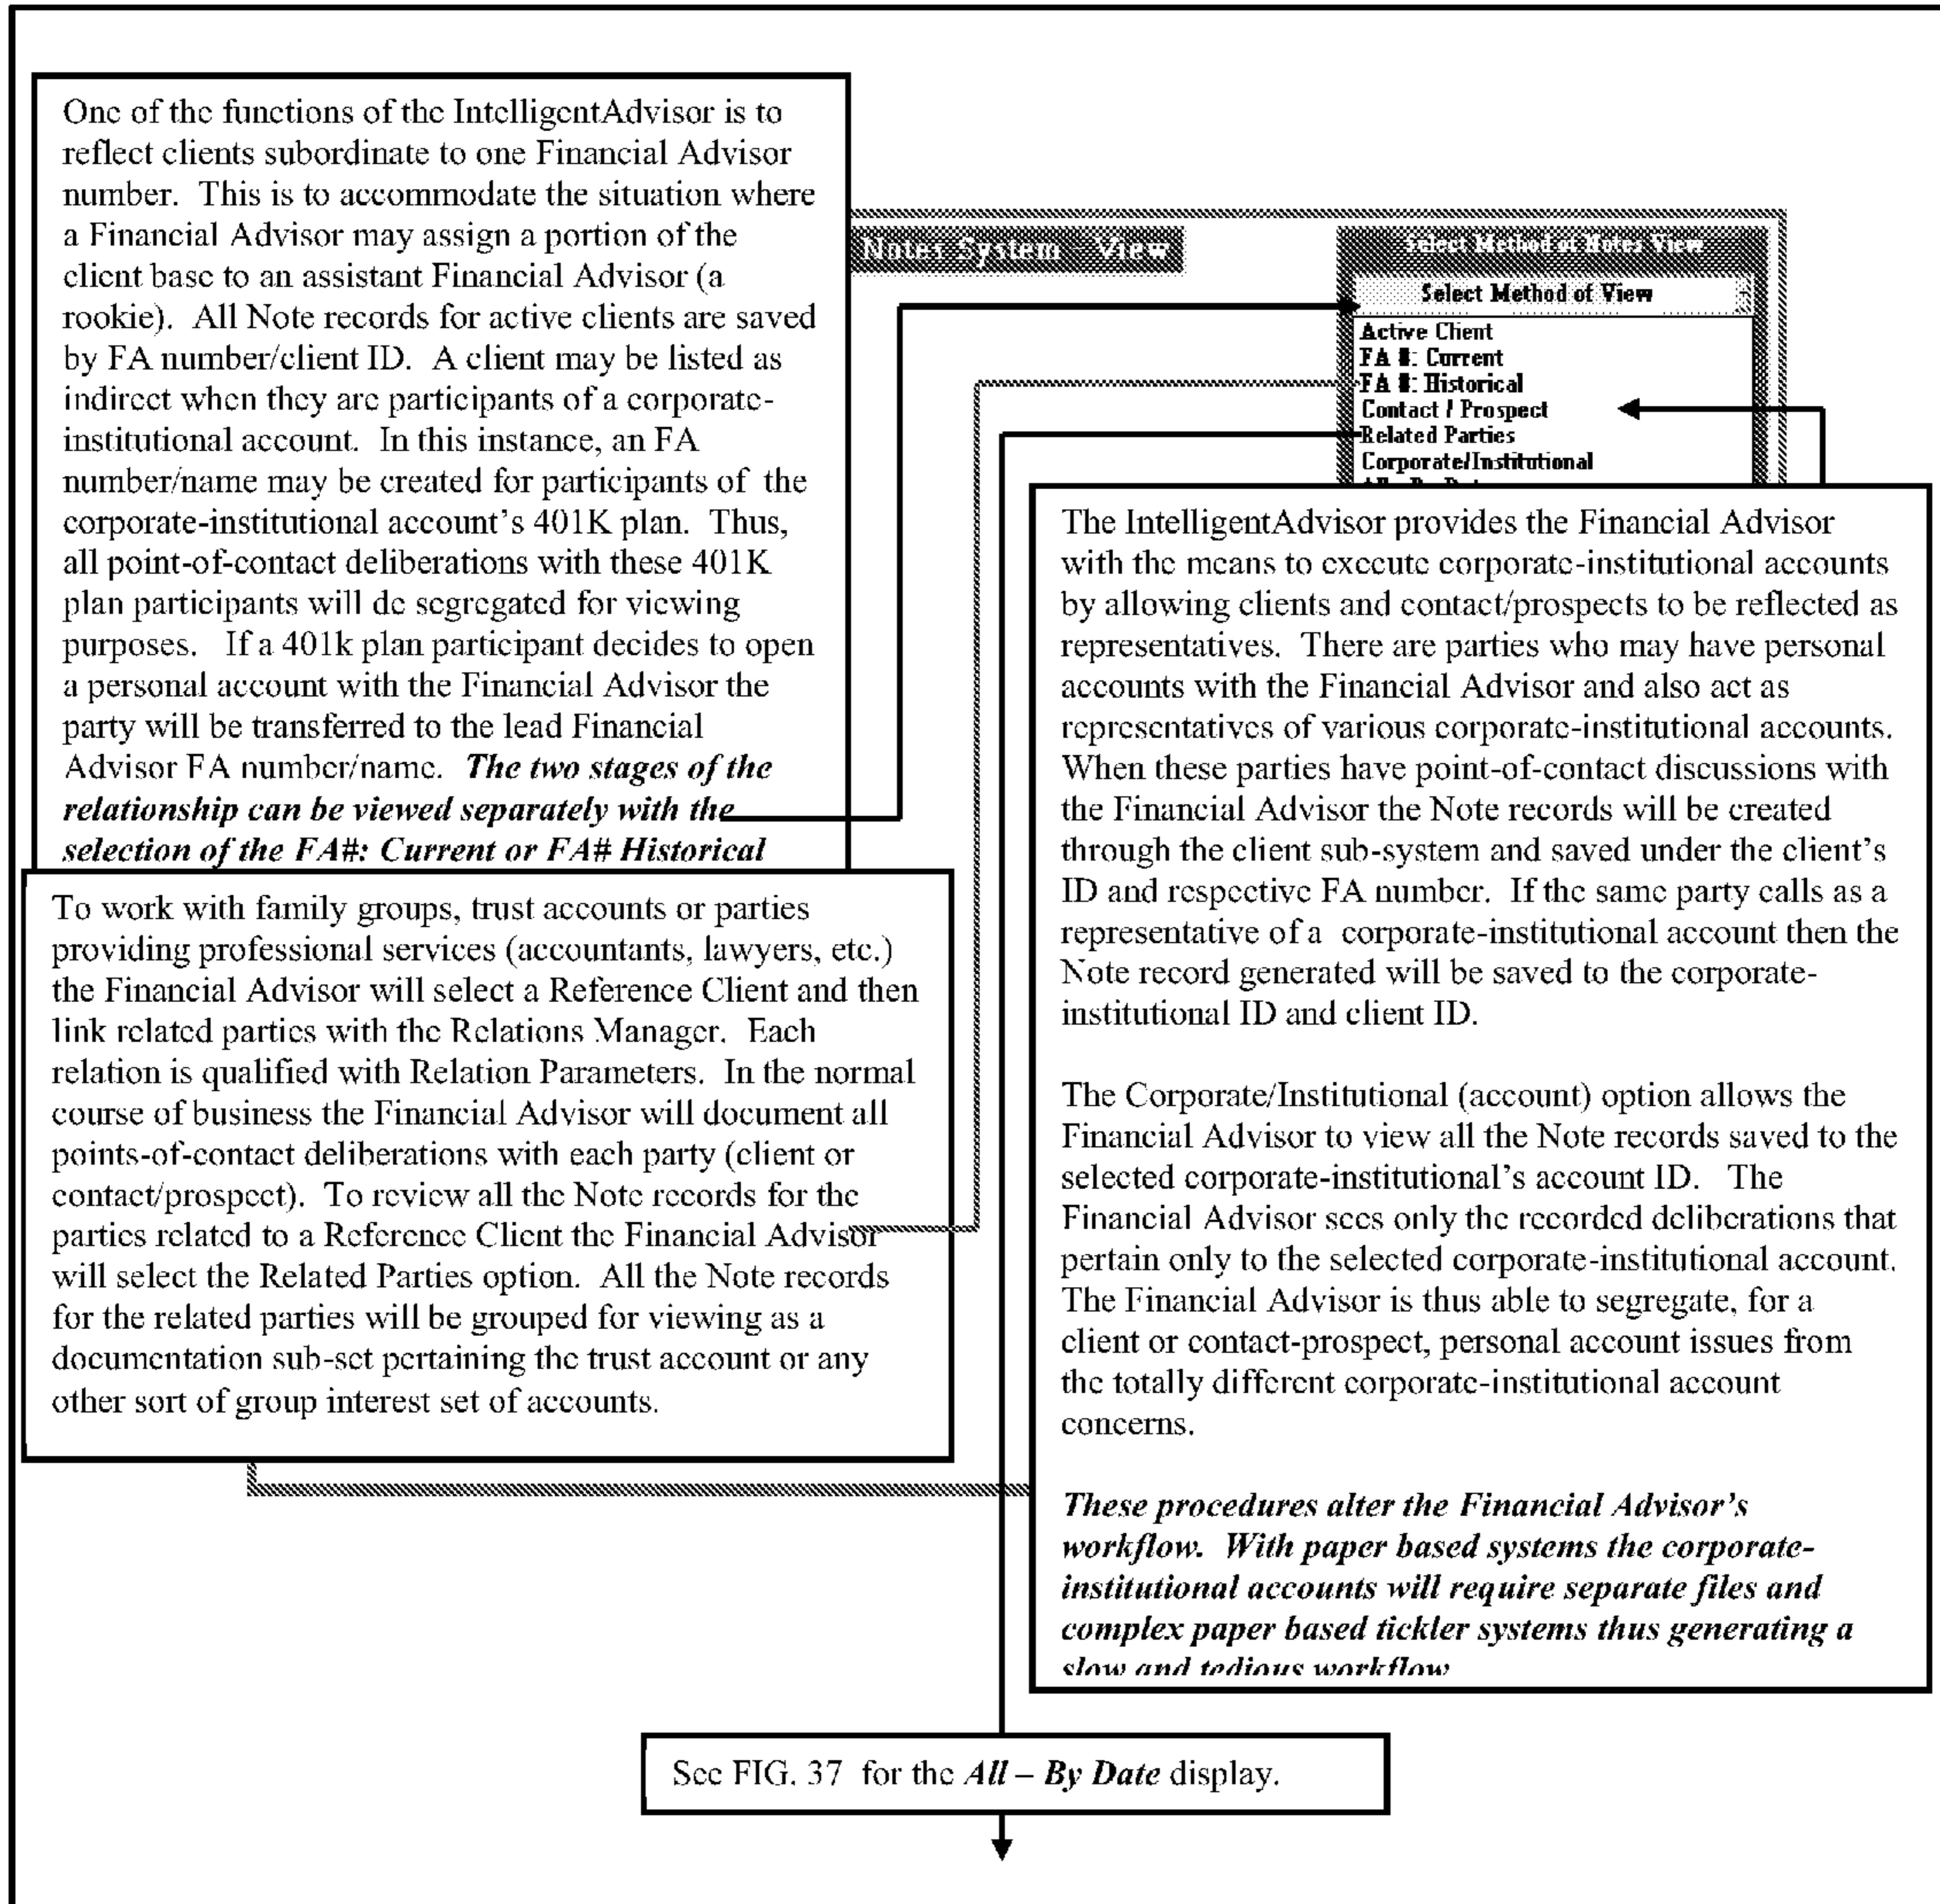 One of the functions of the IntelligentAdvisor is to
reflect clients subordinate to one Financial Advisor
number. This is to accommodate the situation where
a Financial Advisor may assign a portion of the
client base to an assistant Financial Advisor (a
rookie). All Note records for active clients are saved
by FA number/client ID. A client may be listed as
indirect when they are participants of a corporate-
institutional account. In this instance, an FA
number/name may be created for participants of the
corporate-institutional account's 401K plan. Thus,
all point-of-contact deliberations with these 401K
plan participants will de segregated for viewing
purposes. If a 401k plan participant decides to open
a personal account with the Financial Advisor the
party will be transferred to the lead Financial
Advisor FA number/name. The two stages of the
relationship can be viewed separately with the
selection of the FA#: Current or FA# Historical
To work with family groups, trust accounts or parties
providing professional services (accountants, lawyers, etc.)
the Financial Advisor will select a Reference Client and then
link related parties with the Relations Manager. Each
relation is qualified with Relation Parameters. In the normal
course of business the Financial Advisor will document all
points-of-contact deliberations with each party (client or
contact/prospect). To review all the Note records for the
parties related to a Reference Client the Financial Advisor
will select the Related Parties option. All the Note records
for the related parties will be grouped for viewing as a
documentation sub-set pertaining the trust account or any
other sort of group interest set of accounts.
Notes System - View
Select Method of Notes View
Select Method of View
Active Client
FA #: Current
FA #: Historical
Contact / Prospect
Related Parties
Corporate/Institutional
The IntelligentAdvisor provides the Financial Advisor
with the means to execute corporate-institutional accounts
by allowing clients and contact/prospects to be reflected as
representatives. There are parties who may have personal
accounts with the Financial Advisor and also act as
representatives of various corporate-institutional accounts.
When these parties have point-of-contact discussions with
the Financial Advisor the Note records will be created
through the client sub-system and saved under the client's
ID and respective FA number. If the same party calls as a
representative of a corporate-institutional account then the
Note record generated will be saved to the corporate-
institutional ID and client ID.
The Corporate/Institutional (account) option allows the
Financial Advisor to view all the Note records saved to the
selected corporate-institutional's account ID. The
Financial Advisor sees only the recorded deliberations that
pertain only to the selected corporate-institutional account.
The Financial Advisor is thus able to segregate, for a
client or contact-prospect, personal account issues from
the totally different corporate-institutional account
concerns.
These procedures alter the Financial Advisor's
workflow. With paper based systems the corporate-
institutional accounts will require separate files and
complex paper based tickler systems thus generating a
slow and tedious workflow
See FIG. 37 for the All – By Date display.